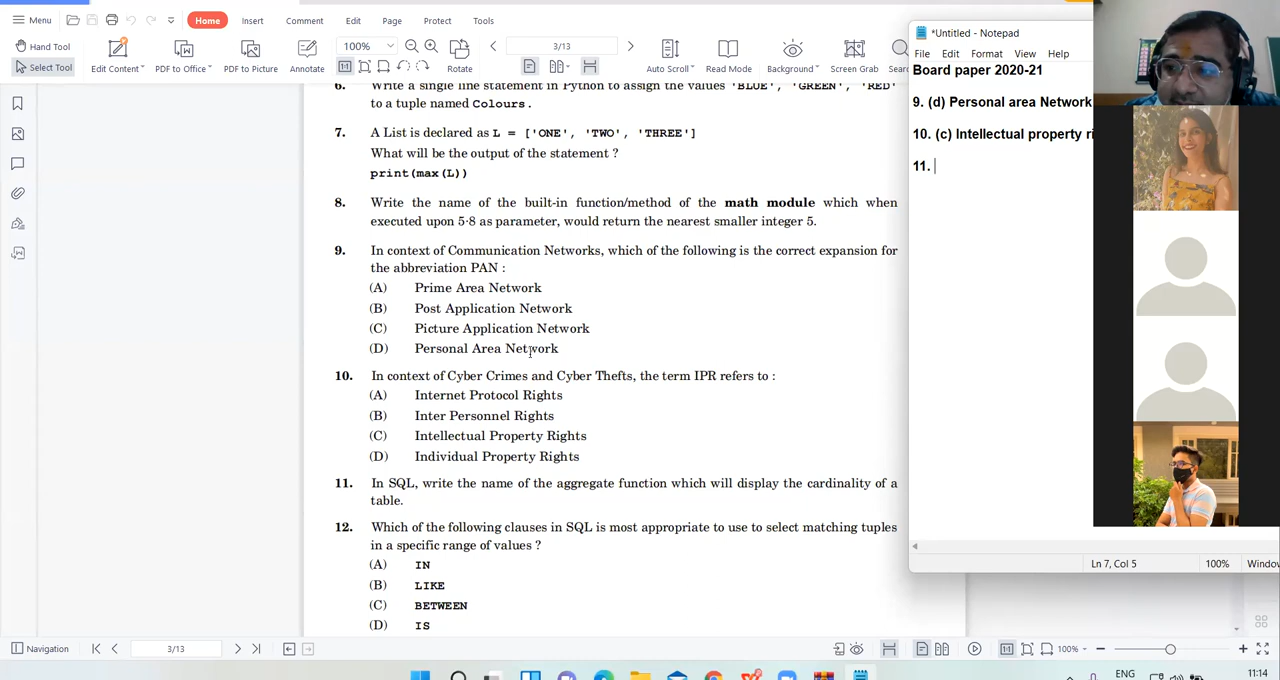 Menu Home Insert Comment Edit Page Protect Tools
Hand Tool
Select Tool
Edit Content PDF to Office PDF to Picture Annotate 100% Rotate 3/13 Auto Scroll Read Mode Background Screen Grab
6. Write a single line statement in Python to assign the values 'BLUE', 'GREEN', 'RED'
to a tuple named Colours.
7. A List is declared as L = ['ONE', 'TWO', 'THREE']
What will be the output of the statement ?
print(max(L))
8. Write the name of the built-in function/method of the math module which when
executed upon 5·8 as parameter, would return the nearest smaller integer 5.
9. In context of Communication Networks, which of the following is the correct expansion for
the abbreviation PAN :
(A) Prime Area Network
(B) Post Application Network
(C) Picture Application Network
(D) Personal Area Network
10. In context of Cyber Crimes and Cyber Thefts, the term IPR refers to :
(A) Internet Protocol Rights
(B) Inter Personnel Rights
(C) Intellectual Property Rights
(D) Individual Property Rights
11. In SQL, write the name of the aggregate function which will display the cardinality of a
table.
12. Which of the following clauses in SQL is most appropriate to use to select matching tuples
in a specific range of values ?
(A) IN
(B) LIKE
(C) BETWEEN
(D) IS
*Untitled - Notepad
File Edit Format View Help
Board paper 2020-21
9. (d) Personal area Network
10. (c) Intellectual property ri
11.
Ln 7, Col 5 100% Window
Navigation 3/13 100%
ENG 11:14